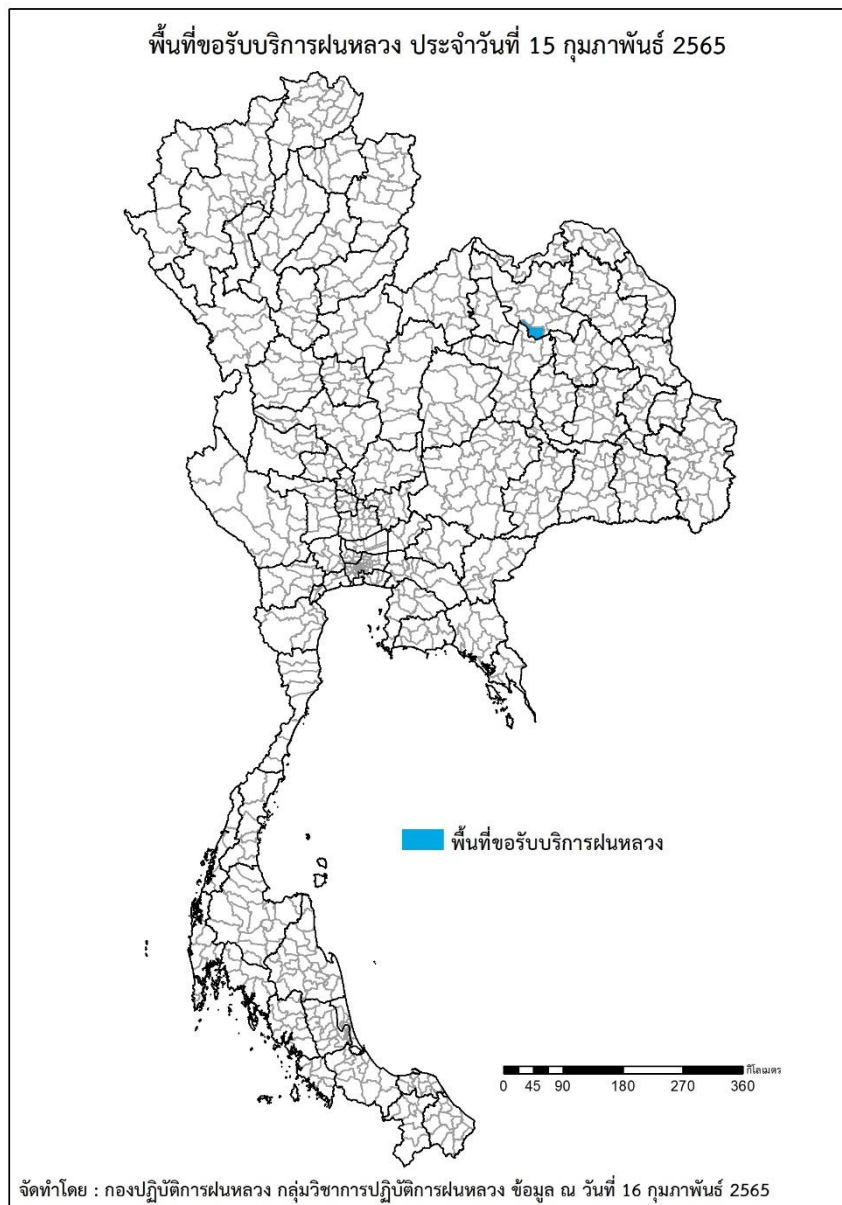 พื้นที่ขอรับบริการฝนหลวง ประจำวันที่ 15 กุมภาพันธ์ 2565
พื้นที่ขอรับบริการฝนหลวง
กิโลเมตร
0 45 90 180 270 360
จัดทำโดย : กองปฏิบัติการฝนหลวง กลุ่มวิชาการปฏิบัติการฝนหลวง ข้อมูล ณ วันที่ 16 กุมภาพันธ์ 2565